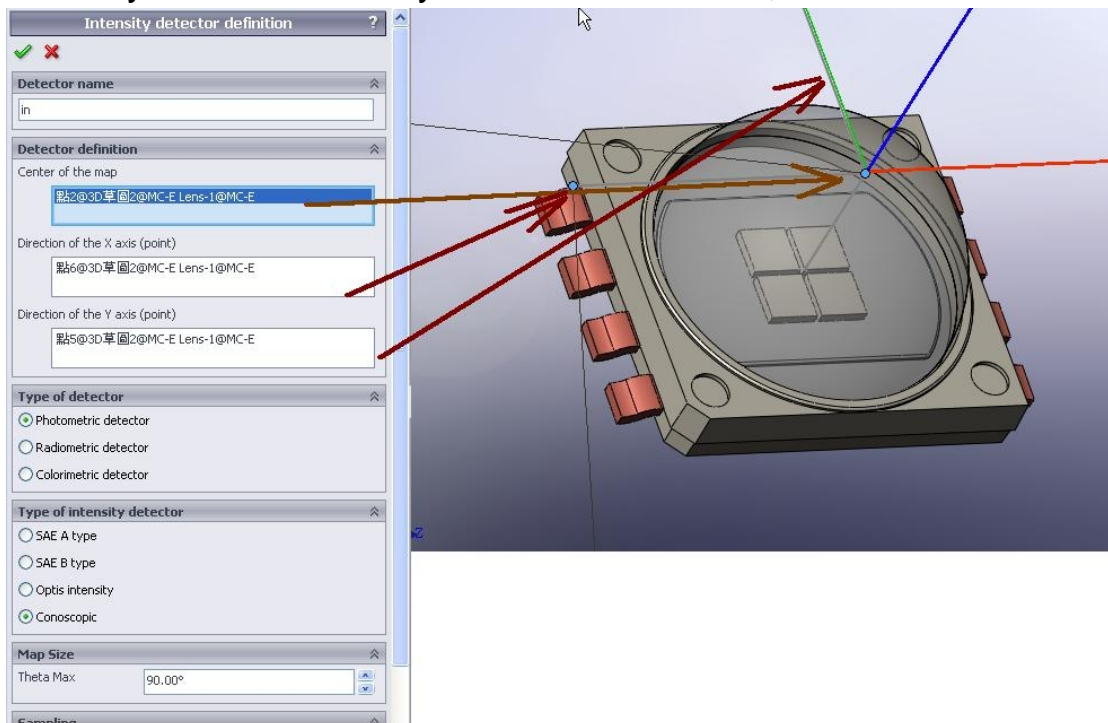 Intensity detector definition ?
Detector name
in
Detector definition
Center of the map
點2@3D草圖2@MC-E Lens-1@MC-E
Direction of the X axis (point)
點6@3D草圖2@MC-E Lens-1@MC-E
Direction of the Y axis (point)
點5@3D草圖2@MC-E Lens-1@MC-E
Type of detector
Photometric detector
Radiometric detector
Colorimetric detector
Type of intensity detector
SAE A type
SAE B type
Optis intensity
Conoscopic
Map Size
Theta Max 90.00°
Sampling
Z